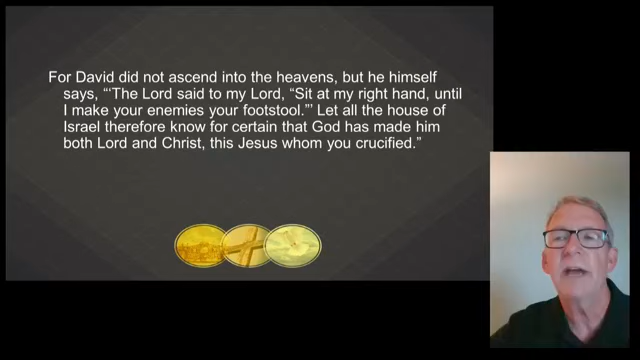 For David did not ascend into the heavens, but he himself
says, “‘The Lord said to my Lord, “Sit at my right hand, until
I make your enemies your footstool.”’ Let all the house of
Israel therefore know for certain that God has made him
both Lord and Christ, this Jesus whom you crucified.”